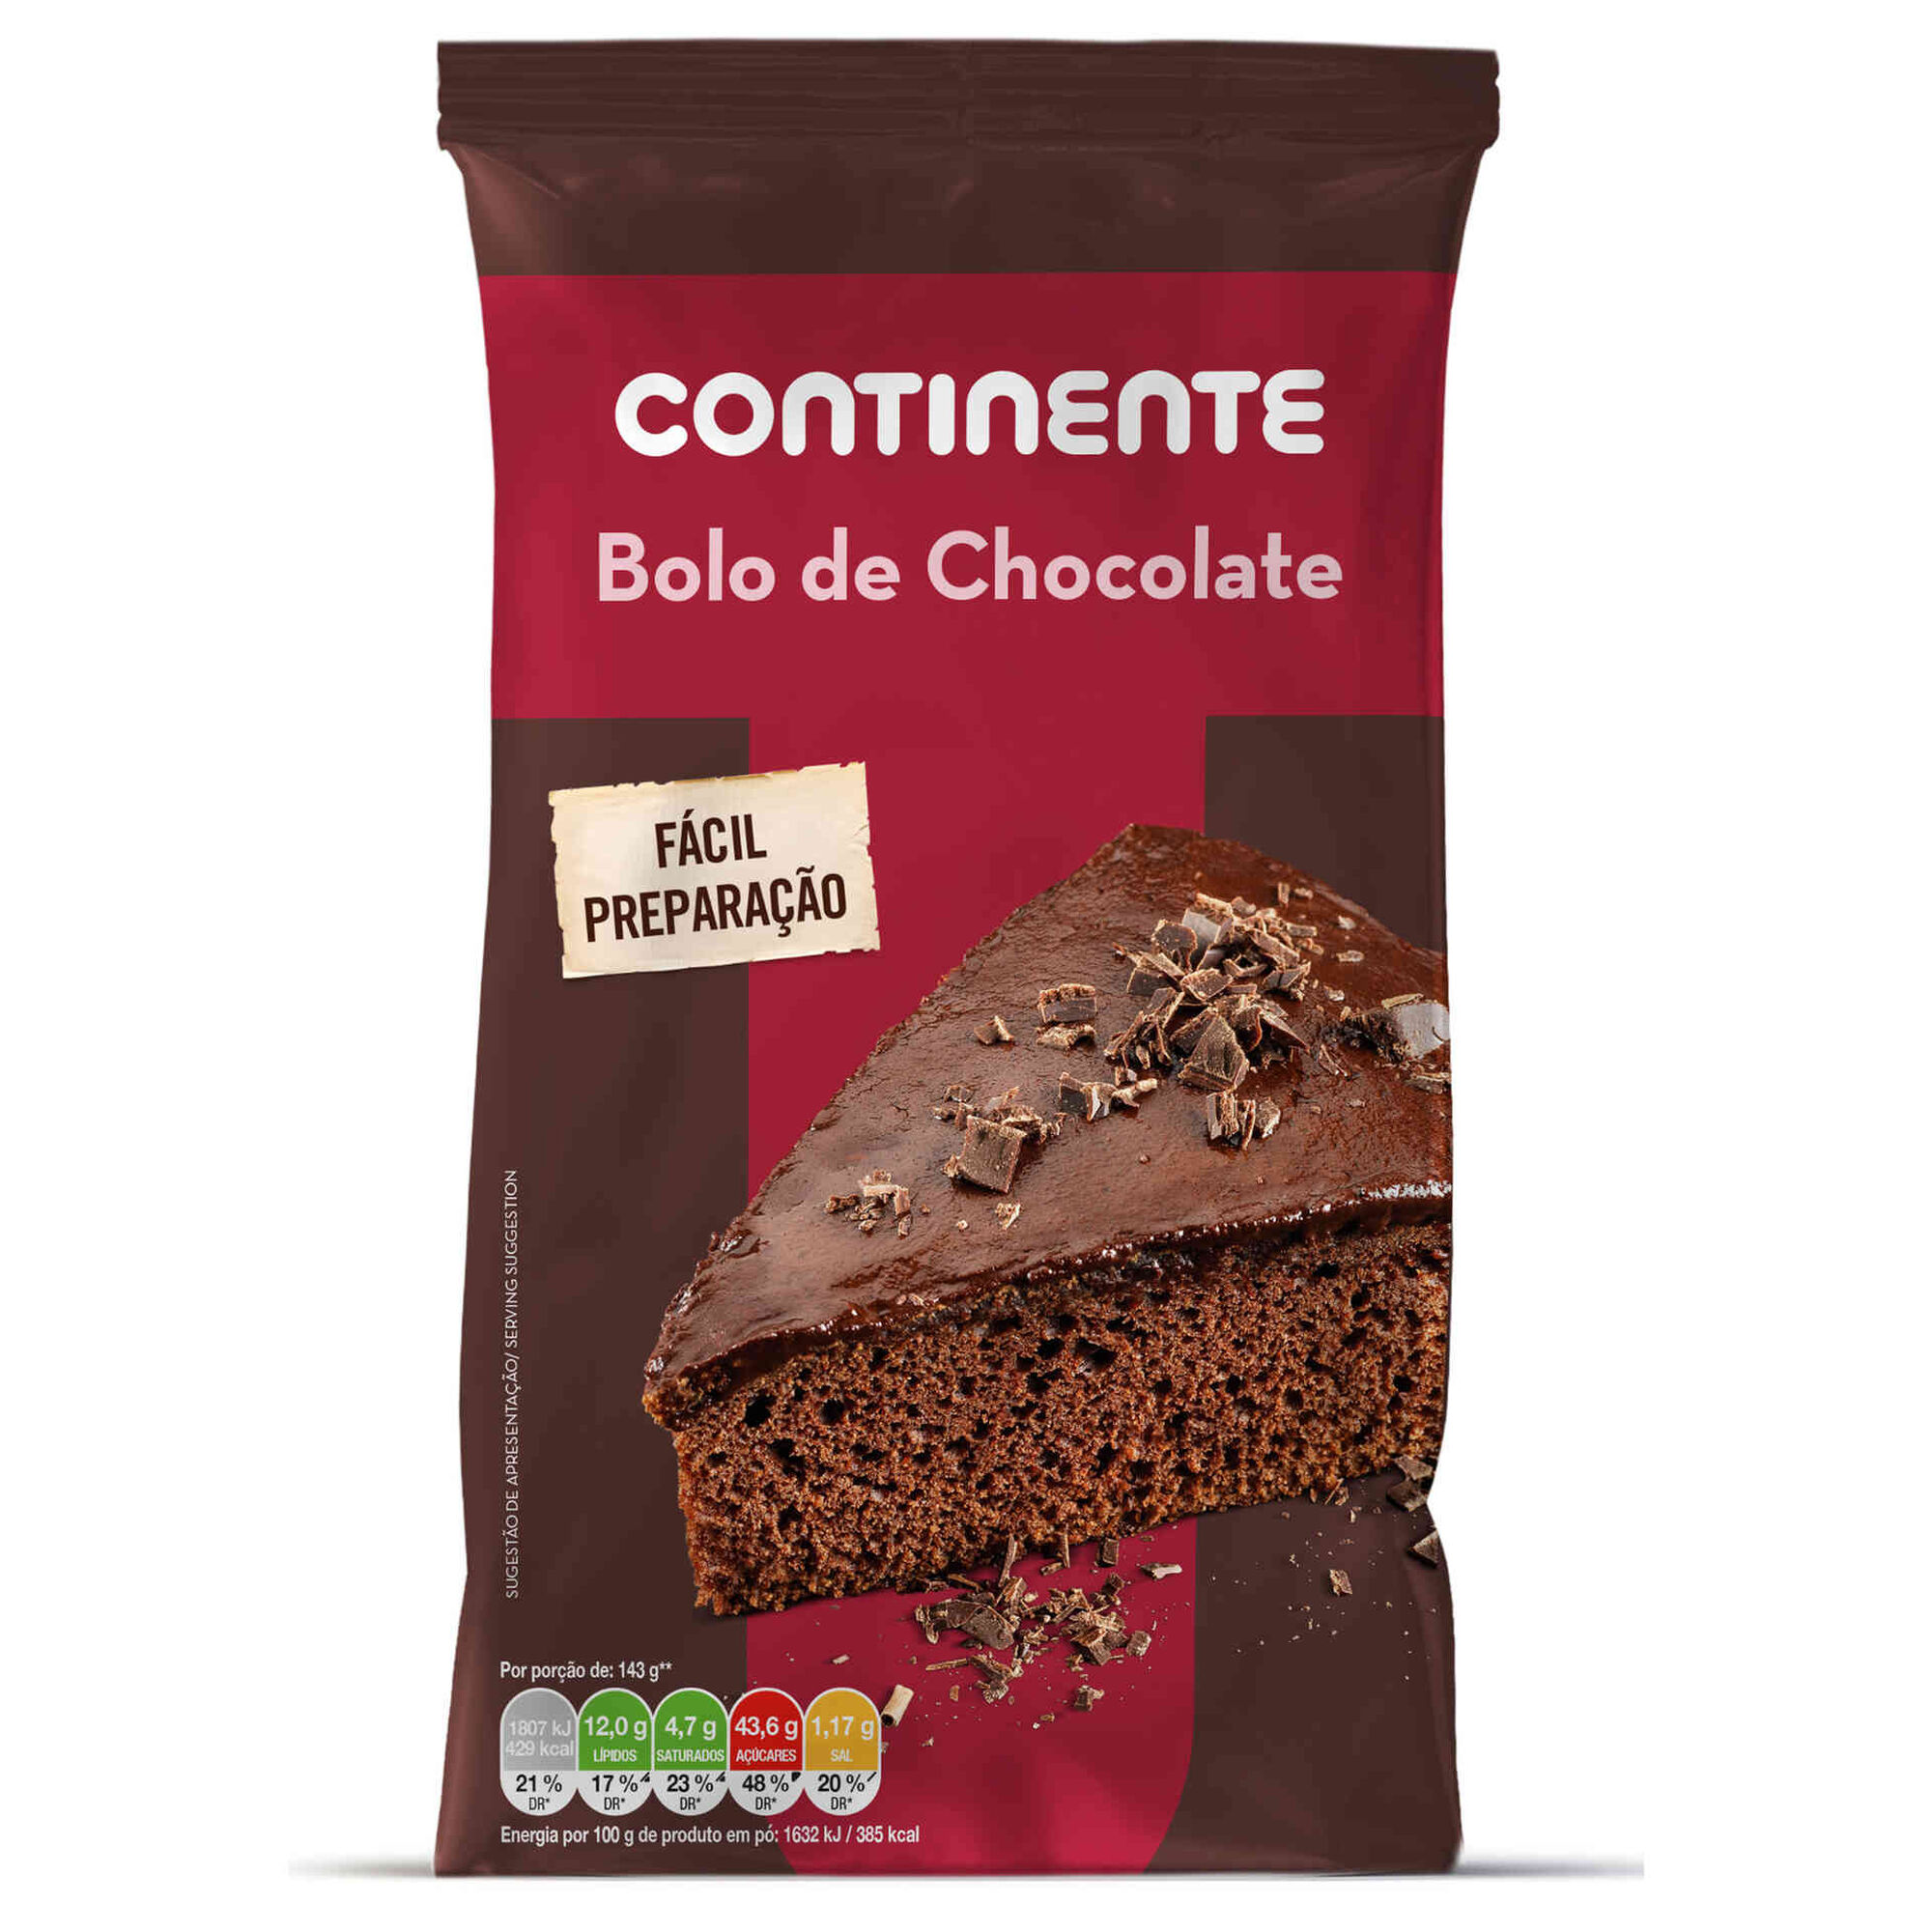 CONTINENTE
Bolo de Chocolate
FÁCIL
PREPARAÇÃO
SUGESTÃO DE APRESENTAÇÃO/ SERVING SUGGESTION
Por porção de: 143 g**
1807 kJ 12,0 g 4,7 g 43,6 g 1,17 g
429 kcal LÍPIDOS SATURADOS AÇÚCARES SAL
21 % 17 % 23 % 48 % 20 %
DR* DR* DR* DR* DR*
Energia por 100 g de produto em pó: 1632 kJ / 385 kcal